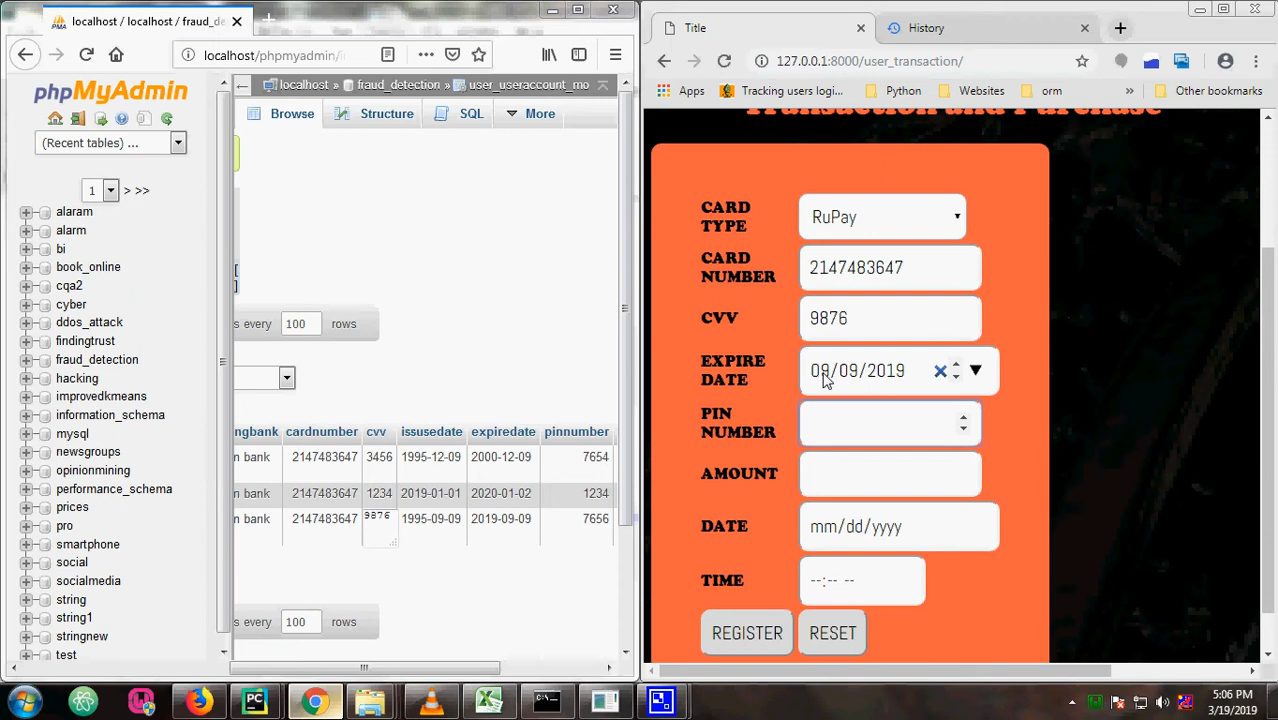 localhost / localhost / fraud_de
localhost/phpmyadmin/i
phpMyAdmin
(Recent tables) ...
1 > >>
alaram
alarm
bi
book_online
cqa2
cyber
ddos_attack
findingtrust
fraud_detection
hacking
improvedkmeans
information_schema
mysql
newsgroups
opinionmining
performance_schema
prices
pro
smartphone
social
socialmedia
string
string1
stringnew
test
localhost » fraud_detection » user_useraccount_mo
Browse Structure SQL More
s every 100 rows
ngbank cardnumber cvv issusedate expiredate pinnumber
n bank 2147483647 3456 1995-12-09 2000-12-09 7654
n bank 2147483647 1234 2019-01-01 2020-01-02 1234
n bank 2147483647 9876 1995-09-09 2019-09-09 7656
s every 100 rows
Title
History
127.0.0.1:8000/user_transaction/
Apps Tracking users logi... Python Websites orm » Other bookmarks
Transaction and Purchase
CARD TYPE RuPay
CARD NUMBER 2147483647
CVV 9876
EXPIRE DATE 08/09/2019
PIN NUMBER
AMOUNT
DATE mm/dd/yyyy
TIME --:-- --
REGISTER RESET
5:06 PM
3/19/2019